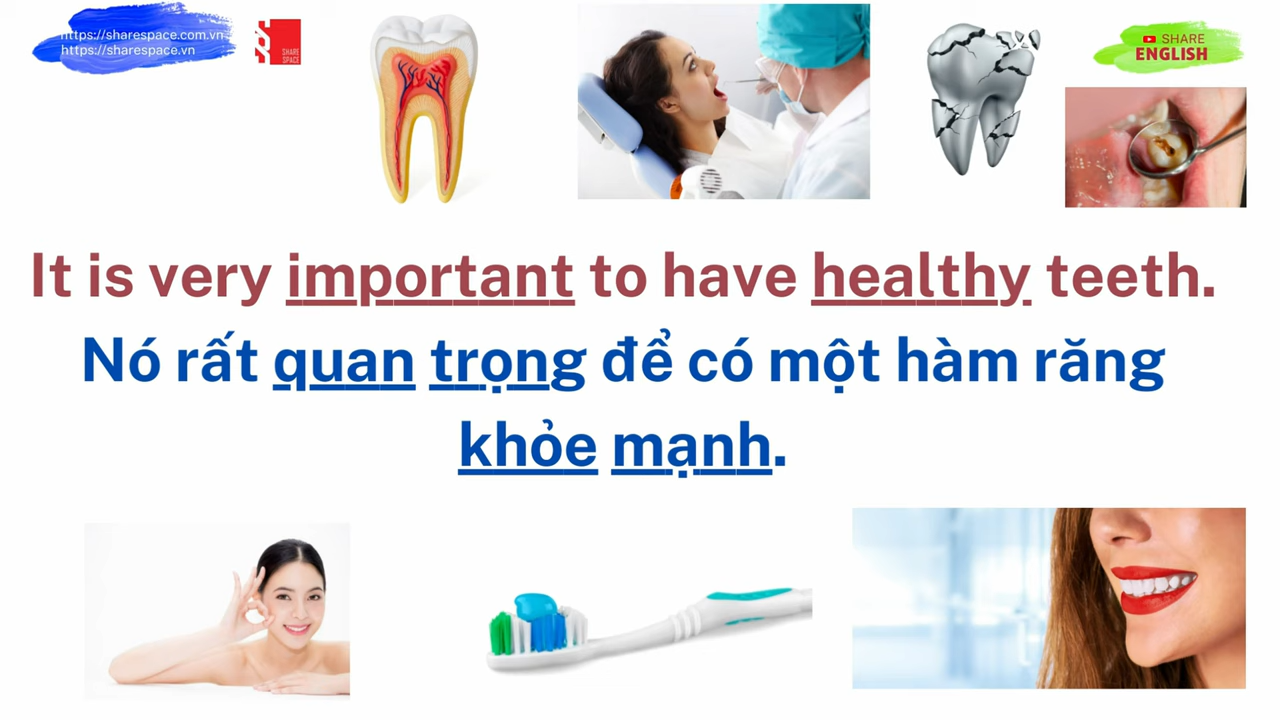 https://sharespace.com.vn
https://sharespace.vn
SHARE
SPACE
SHARE
ENGLISH
It is very important to have healthy teeth.
Nó rất quan trọng để có một hàm răng
khỏe mạnh.